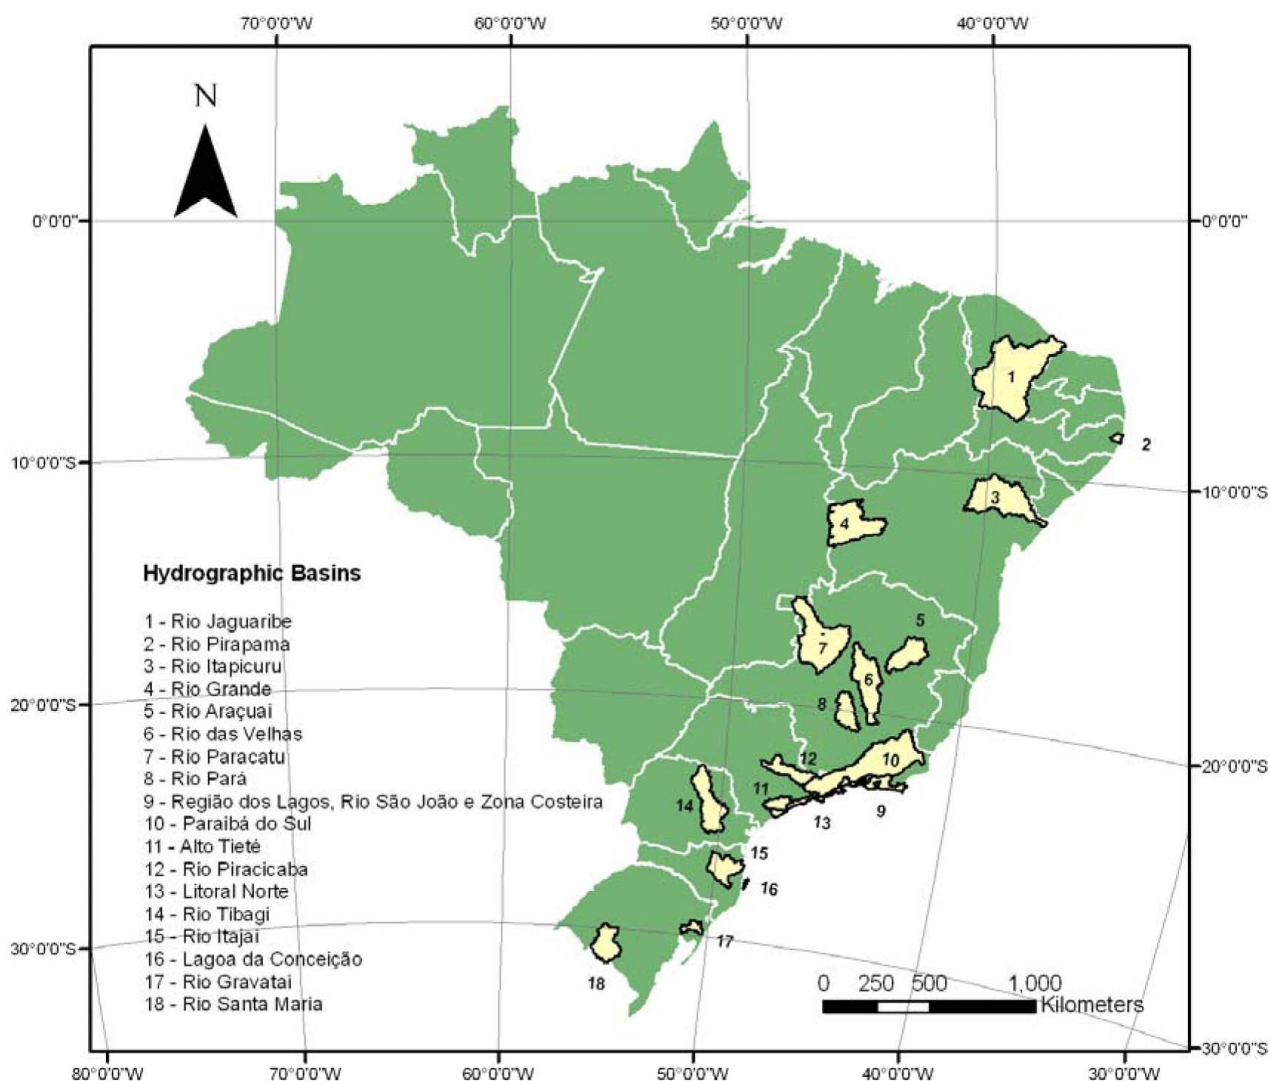 70°0'0"W 60°0'0"W 50°0'0"W 40°0'0"W
N
0°0'0" 0°0'0"
1
2
10°0'0"S 10°0'0"S
3
4
Hydrographic Basins
1 - Rio Jaguaribe
2 - Rio Pirapama
3 - Rio Itapicuru
4 - Rio Grande
5 - Rio Araçuai
6 - Rio das Velhas
7 - Rio Paracatu
8 - Rio Pará
9 - Região dos Lagos, Rio São João e Zona Costeira
10 - Paraibá do Sul
11 - Alto Tieté
12 - Rio Piracicaba
13 - Litoral Norte
14 - Rio Tibagi
15 - Rio Itajai
16 - Lagoa da Conceição
17 - Rio Gravatai
18 - Rio Santa Maria
5
7
6
8
20°0'0"S 20°0'0"S
12
10
11
9
14
13
15
16
17
30°0'0"S
18
0 250 500 1,000
Kilometers
30°0'0"S
80°0'0"W 70°0'0"W 60°0'0"W 50°0'0"W 40°0'0"W 30°0'0"W